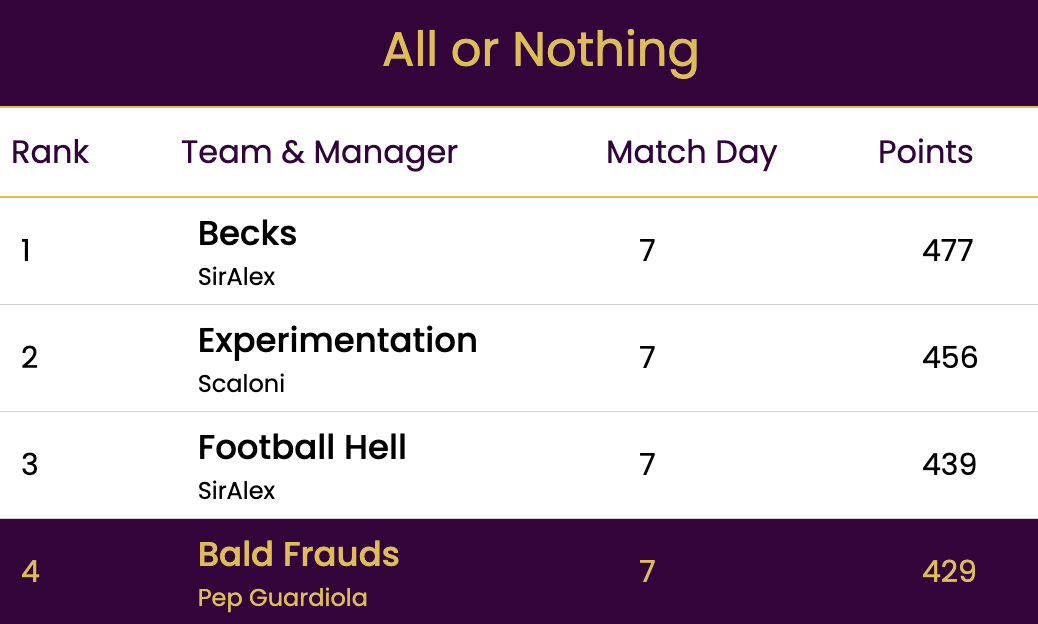 All or Nothing
Rank Team & Manager Match Day Points
1 Becks 7 477
SirAlex
2 Experimentation 7 456
Scaloni
3 Football Hell 7 439
SirAlex
4 Bald Frauds 7 429
Pep Guardiola